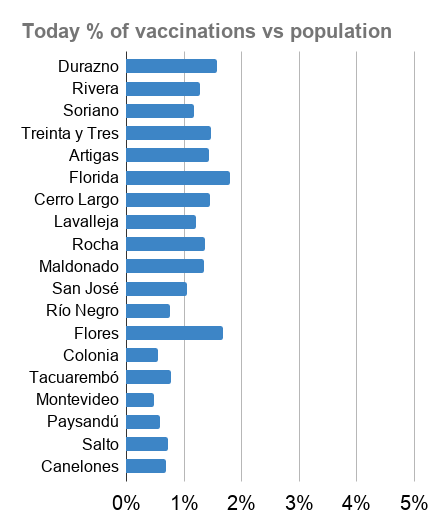 Today % of vaccinations vs population
Durazno
Rivera
Soriano
Treinta y Tres
Artigas
Florida
Cerro Largo
Lavalleja
Rocha
Maldonado
San José
Río Negro
Flores
Colonia
Tacuarembó
Montevideo
Paysandú
Salto
Canelones
0% 1% 2% 3% 4% 5%